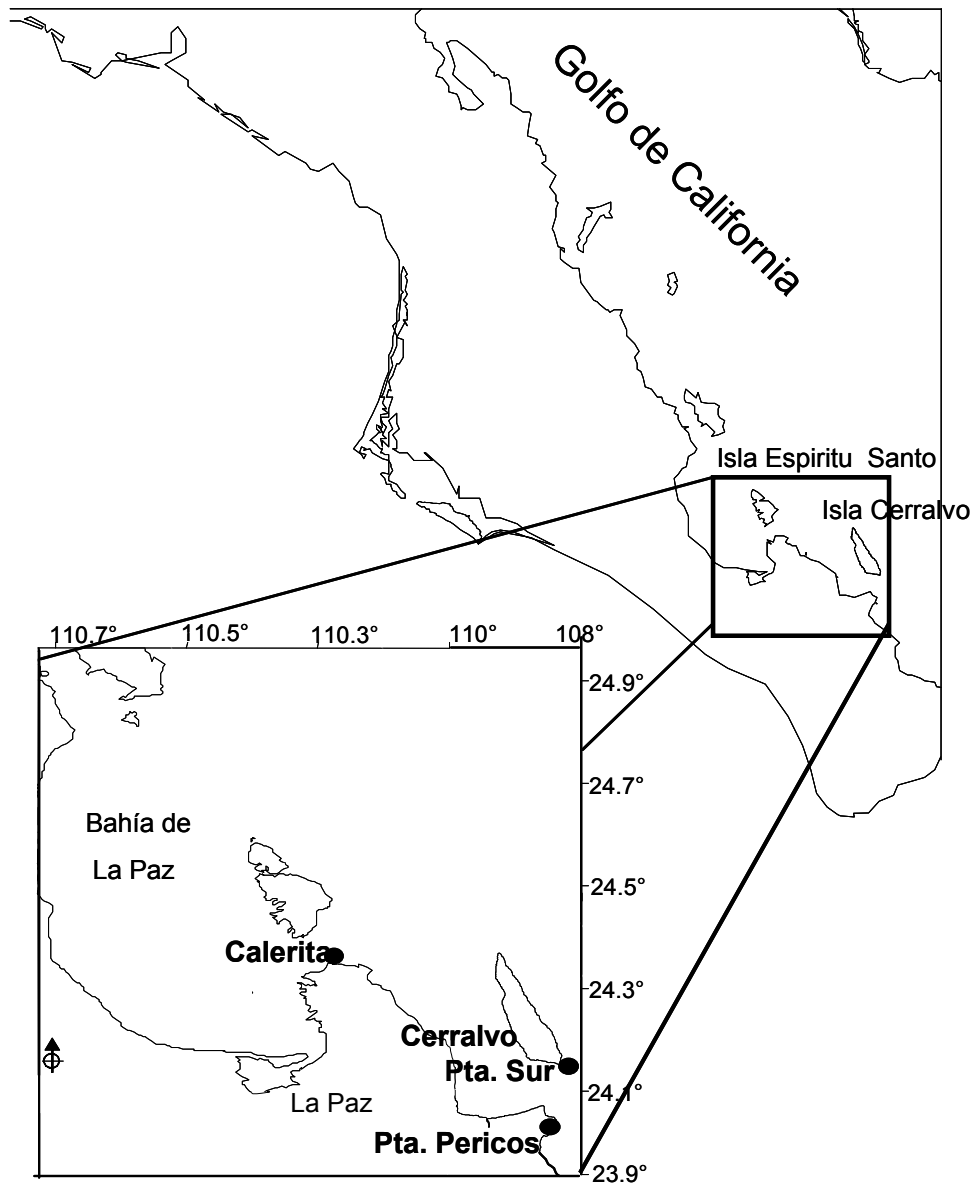 Golfo de California
Isla Espiritu  Santo
Isla Cerralvo
110.7° 110.5° 110.3° 110° 108°
24.9°
24.7°
Bahía de
La Paz
24.5°
Calerita
24.3°
Cerralvo
Pta. Sur
24.1°
La Paz
Pta. Pericos
23.9°